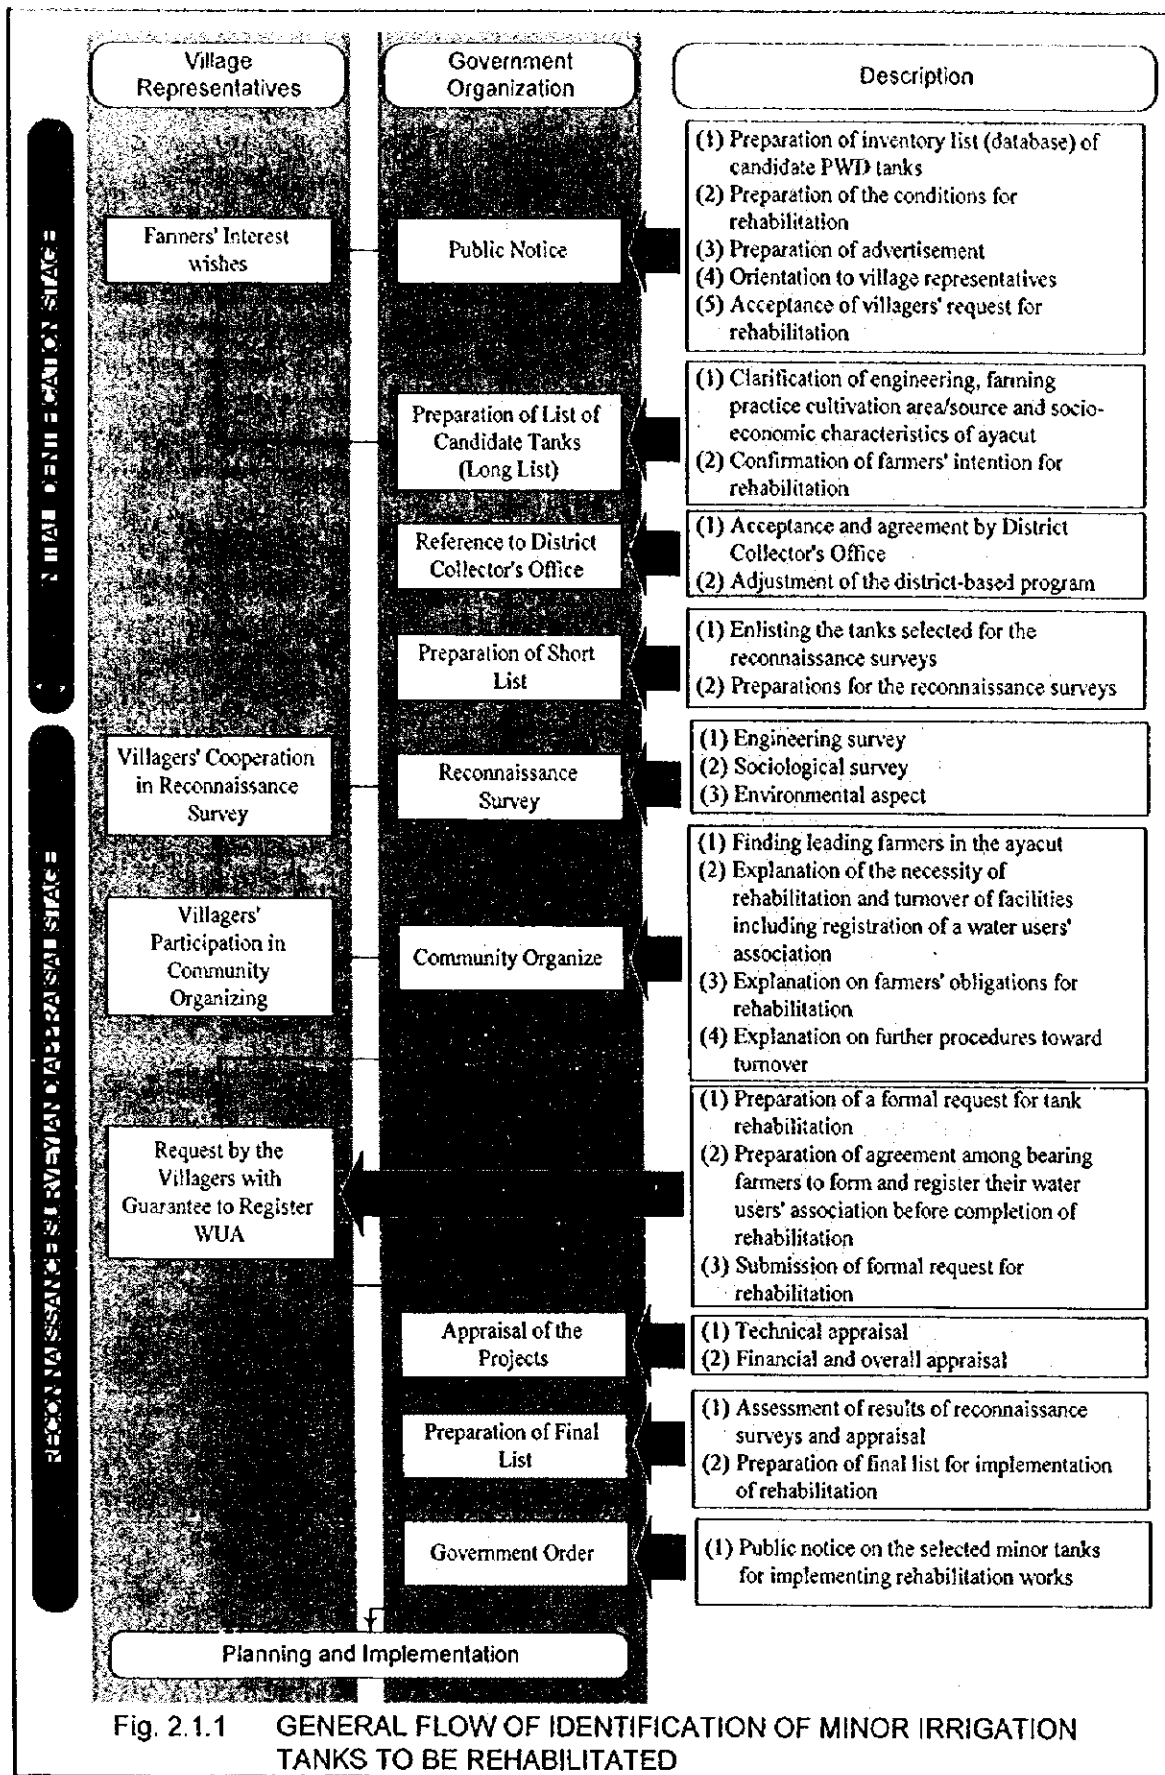 Village
Representatives
Government
Organization
Description
Farmers' Interest
wishes
Public Notice
(1) Preparation of inventory list (database) of
candidate PWD tanks
(2) Preparation of the conditions for
rehabilitation
(3) Preparation of advertisement
(4) Orientation to village representatives
(5) Acceptance of villagers' request for
rehabilitation
Preparation of List of
Candidate Tanks
(Long List)
(1) Clarification of engineering, farming
practice cultivation area/source and socio-
economic characteristics of ayacut
(2) Confirmation of farmers' intention for
rehabilitation
Reference to District
Collector's Office
(1) Acceptance and agreement by District
Collector's Office
(2) Adjustment of the district-based program
Preparation of Short
List
(1) Enlisting the tanks selected for the
reconnaissance surveys
(2) Preparations for the reconnaissance surveys
Villagers' Cooperation
in Reconnaissance
Survey
Reconnaissance
Survey
(1) Engineering survey
(2) Sociological survey
(3) Environmental aspect
Villagers'
Participation in
Community
Organizing
Community Organize
(1) Finding leading farmers in the ayacut
(2) Explanation of the necessity of
rehabilitation and turnover of facilities
including registration of a water users'
association
(3) Explanation on farmers' obligations for
rehabilitation
(4) Explanation on further procedures toward
turnover
Request by the
Villagers with
Guarantee to Register
WUA
(1) Preparation of a formal request for tank
rehabilitation
(2) Preparation of agreement among bearing
farmers to form and register their water
users' association before completion of
rehabilitation
(3) Submission of formal request for
rehabilitation
Appraisal of the
Projects
(1) Technical appraisal
(2) Financial and overall appraisal
Preparation of Final
List
(1) Assessment of results of reconnaissance
surveys and appraisal
(2) Preparation of final list for implementation
of rehabilitation
Government Order
(1) Public notice on the selected minor tanks
for implementing rehabilitation works
Planning and Implementation
Fig. 2.1.1 GENERAL FLOW OF IDENTIFICATION OF MINOR IRRIGATION
TANKS TO BE REHABILITATED